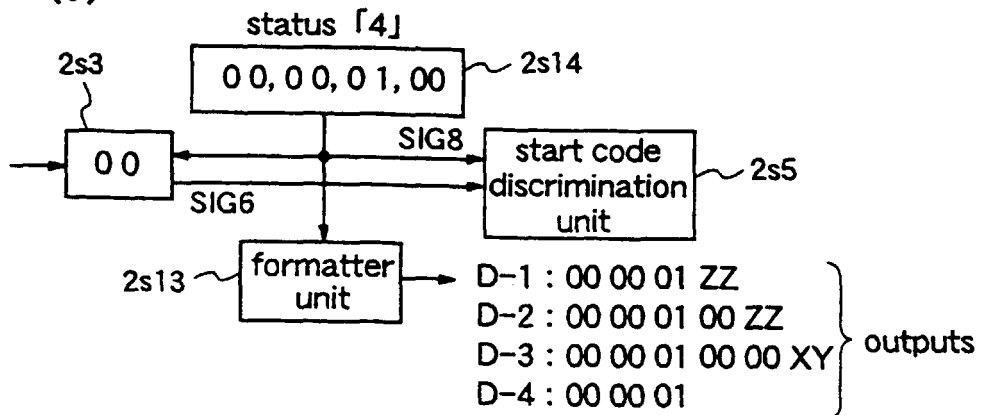 status「4」
2s3
0 0, 0 0, 0 1, 00
2s14
0 0
SIG8
SIG6
start code
discrimination
unit
2s5
2s13
formatter
unit
D-1 : 00 00 01 ZZ
D-2 : 00 00 01 00 ZZ
D-3 : 00 00 01 00 00 XY
D-4 : 00 00 01
outputs